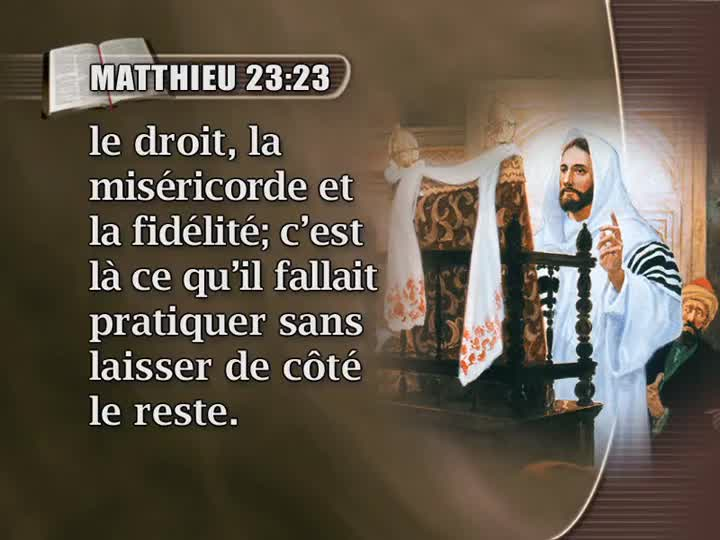 MATTHIEU 23:23
le droit, la
miséricorde et
la fidélité; c’est
là ce qu’il fallait
pratiquer sans
laisser de côté
le reste.